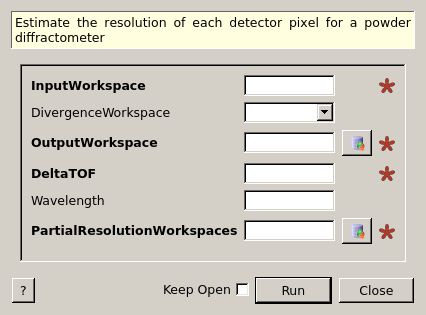 Estimate the resolution of each detector pixel for a powder
diffractometer
InputWorkspace
DivergenceWorkspace
OutputWorkspace
DeltaTOF
Wavelength
PartialResolutionWorkspaces
? Keep Open Run Close